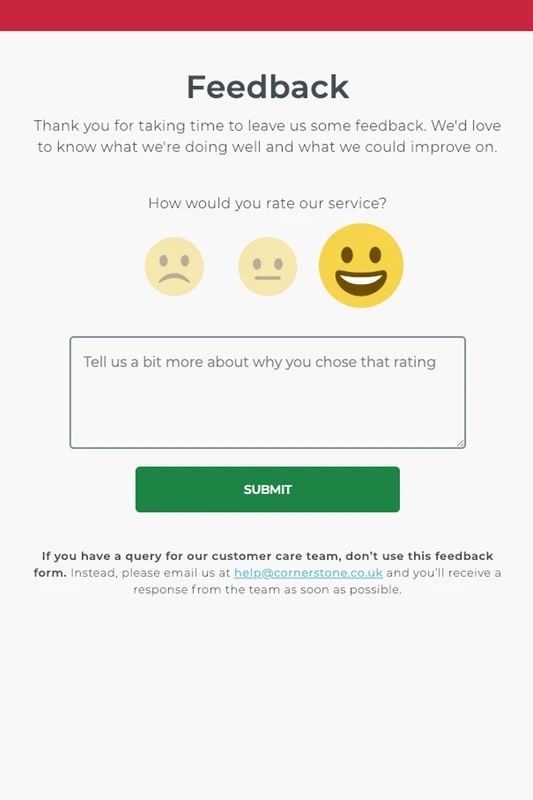 Feedback
Thank you for taking time to leave us some feedback. We'd love
to know what we're doing well and what we could improve on.
How would you rate our service?
Tell us a bit more about why you chose that rating
SUBMIT
If you have a query for our customer care team, don’t use this feedback
form. Instead, please email us at help@cornerstone.co.uk and you’ll receive a
response from the team as soon as possible.